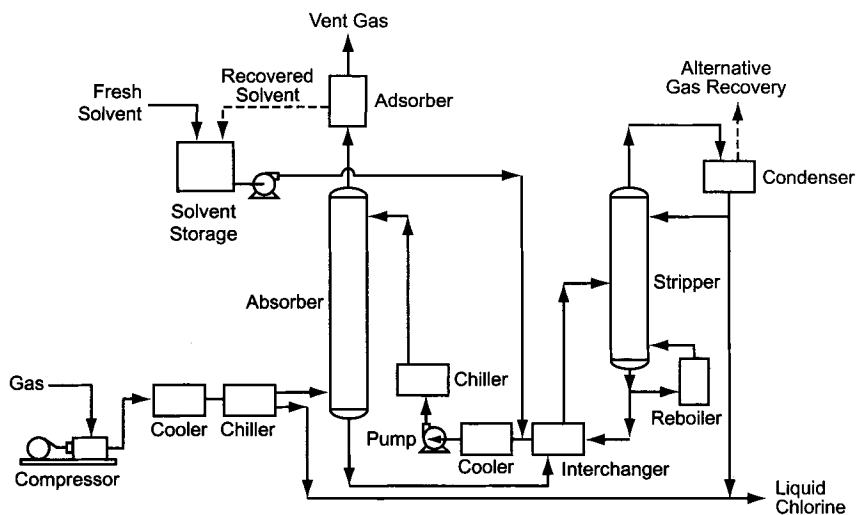 Vent Gas
Alternative
Gas Recovery
Fresh
Solvent
Recovered
Solvent
Adsorber
Condenser
Solvent
Storage
Absorber
Stripper
Gas
Chiller
Reboiler
Cooler
Chiller
Pump
Cooler
Interchanger
Compressor
Liquid
Chlorine